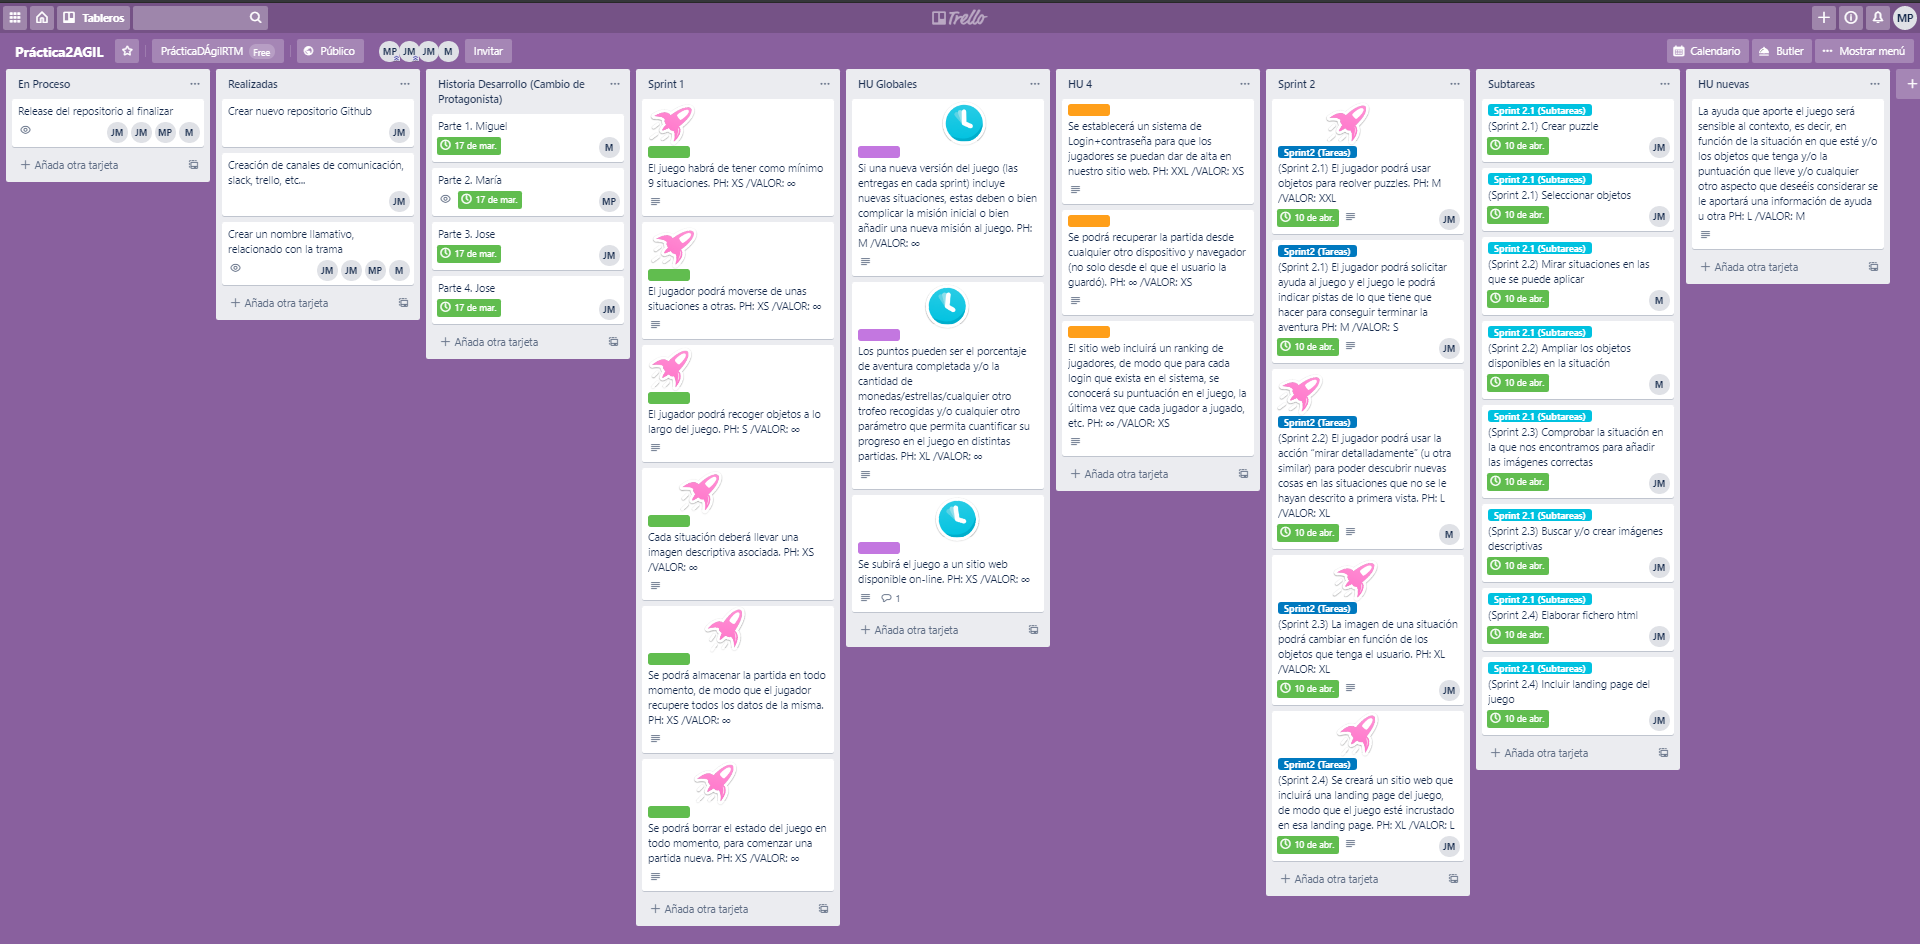 Tableros
Trello
MP
Práctica2AGIL
PrácticaDÁgilRTM Free
Público
MP JM JM M
Invitar
Calendario
Butler
Mostrar menú
En Proceso
Release del repositorio al finalizar
JM JM MP M
Añada otra tarjeta
Realizadas
Crear nuevo repositorio Github
JM
Creación de canales de comunicación,
slack, trello, etc...
JM
Crear un nombre llamativo,
relacionado con la trama
JM JM MP M
Añada otra tarjeta
Historia Desarrollo (Cambio de
Protagonista)
Parte 1. Miguel
17 de mar.
M
Parte 2. María
17 de mar.
MP
Parte 3. Jose
17 de mar.
JM
Parte 4. Jose
17 de mar.
JM
Añada otra tarjeta
Sprint 1
El juego habrá de tener como mínimo
9 situaciones. PH: XS /VALOR: ∞
El jugador podrá moverse de unas
situaciones a otras. PH: XS /VALOR: ∞
El jugador podrá recoger objetos a lo
largo del juego. PH: S /VALOR: ∞
Cada situación deberá llevar una
imagen descriptiva asociada. PH: XS
/VALOR: ∞
Se podrá almacenar la partida en todo
momento, de modo que el jugador
recupere todos los datos de la misma.
PH: XS /VALOR: ∞
Se podrá borrar el estado del juego en
todo momento, para comenzar una
partida nueva. PH: XS /VALOR: ∞
Añada otra tarjeta
HU Globales
Si una nueva versión del juego (las
entregas en cada sprint) incluye
nuevas situaciones, estas deben o bien
complicar la misión inicial o bien
añadir una nueva misión al juego. PH:
M /VALOR: ∞
Los puntos pueden ser el porcentaje
de aventura completada y/o la
cantidad de
monedas/estrellas/cualquier otro
trofeo recogidas y/o cualquier otro
parámetro que permita cuantificar su
progreso en el juego en distintas
partidas. PH: XL /VALOR: ∞
Se subirá el juego a un sitio web
disponible on-line. PH: XS /VALOR: ∞
1
Añada otra tarjeta
HU 4
Se establecerá un sistema de
Login+contraseña para que los
jugadores se puedan dar de alta en
nuestro sitio web. PH: XXL /VALOR: XS
Se podrá recuperar la partida desde
cualquier otro dispositivo y navegador
(no solo desde el que el usuario la
guardó). PH: ∞ /VALOR: XS
El sitio web incluirá un ranking de
jugadores, de modo que para cada
login que exista en el sistema, se
conocerá su puntuación en el juego, la
última vez que cada jugador a jugado,
etc. PH: ∞ /VALOR: XS
Añada otra tarjeta
Sprint 2
Sprint2 (Tareas)
(Sprint 2.1) El jugador podrá usar
objetos para reolver puzzles. PH: M
/VALOR: XXL
10 de abr.
JM
Sprint2 (Tareas)
(Sprint 2.1) El jugador podrá solicitar
ayuda al juego y el juego le podrá
indicar pistas de lo que tiene que
hacer para conseguir terminar la
aventura PH: M /VALOR: S
10 de abr.
JM
Sprint2 (Tareas)
(Sprint 2.2) El jugador podrá usar la
acción “mirar detalladamente” (u otra
similar) para poder descubrir nuevas
cosas en las situaciones que no se le
hayan descrito a primera vista. PH: L
/VALOR: XL
10 de abr.
M
Sprint2 (Tareas)
(Sprint 2.3) La imagen de una situación
podrá cambiar en función de los
objetos que tenga el usuario. PH: XL
/VALOR: XL
10 de abr.
JM
Sprint2 (Tareas)
(Sprint 2.4) Se creará un sitio web que
incluirá una landing page del juego,
de modo que el juego esté incrustado
en esa landing page. PH: XL /VALOR: L
10 de abr.
JM
Añada otra tarjeta
Subtareas
Sprint 2.1 (Subtareas)
(Sprint 2.1) Crear puzzle
10 de abr.
JM
Sprint 2.1 (Subtareas)
(Sprint 2.1) Seleccionar objetos
10 de abr.
JM
Sprint 2.1 (Subtareas)
(Sprint 2.2) Mirar situaciones en las
que se puede aplicar
10 de abr.
M
Sprint 2.1 (Subtareas)
(Sprint 2.2) Ampliar los objetos
disponibles en la situación
10 de abr.
M
Sprint 2.1 (Subtareas)
(Sprint 2.3) Comprobar la situación en
la que nos encontramos para añadir
las imágenes correctas
10 de abr.
JM
Sprint 2.1 (Subtareas)
(Sprint 2.3) Buscar y/o crear imágenes
descriptivas
10 de abr.
JM
Sprint 2.1 (Subtareas)
(Sprint 2.4) Elaborar fichero html
10 de abr.
JM
Sprint 2.1 (Subtareas)
(Sprint 2.4) Incluir landing page del
juego
10 de abr.
JM
Añada otra tarjeta
HU nuevas
La ayuda que aporte el juego será
sensible al contexto, es decir, en
función de la situación en que esté y/o
los objetos que tenga y/o la
puntuación que lleve y/o cualquier
otro aspecto que deseéis considerar se
le aportará una información de ayuda
u otra PH: L /VALOR: M
Añada otra tarjeta